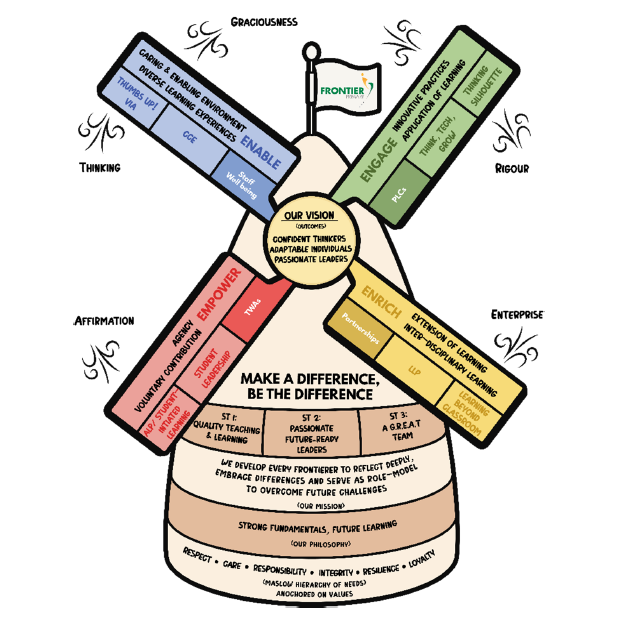 GRACIOUSNESS
THINKING
RIGOUR
AFFIRMATION
ENTERPRISE
FRONTIER
CARING & ENABLING ENVIRONMENT
DIVERSE LEARNING EXPERIENCES
ENABLE
THUMBS UP!
VIA
CCE
Staff
Well being
INNOVATIVE PRACTICES
APPLICATION OF LEARNING
ENGAGE
THINKING
SILHOUETTE
THINK, TECH,
GROW
PLCs
OUR VISION
(OUTCOMES)
CONFIDENT THINKERS
ADAPTABLE INDIVIDUALS
PASSIONATE LEADERS
AGENCY
VOLUNTARY CONTRIBUTION
EMPOWER
TWAs
STUDENT
LEADERSHIP
ALP/ STUDENT-
INTIATED
LEARNING
ENRICH
EXTENSION OF LEARNING
INTER-DISCIPLINARY LEARNING
Partnerships
LLP
LEARNING
BEYOND
CLASSROOM
MAKE A DIFFERENCE,
BE THE DIFFERENCE
ST 1:
QUALITY TEACHING
& LEARNING
ST 2:
PASSIONATE
FUTURE-READY
LEADERS
ST 3:
A G.R.E.A.T
TEAM
WE DEVELOP EVERY FRONTIERER TO REFLECT DEEPLY,
EMBRACE DIFFERENCES AND SERVE AS ROLE-MODEL
TO OVERCOME FUTURE CHALLENGES
(OUR MISSION)
STRONG FUNDAMENTALS, FUTURE LEARNING
(OUR PHILOSOPHY)
RESPECT • CARE • RESPONSIBILITY • INTEGRITY • RESILIENCE • LOYALTY
(MASLOW HIERARCHY OF NEEDS)
ANOCHORED ON VALUES